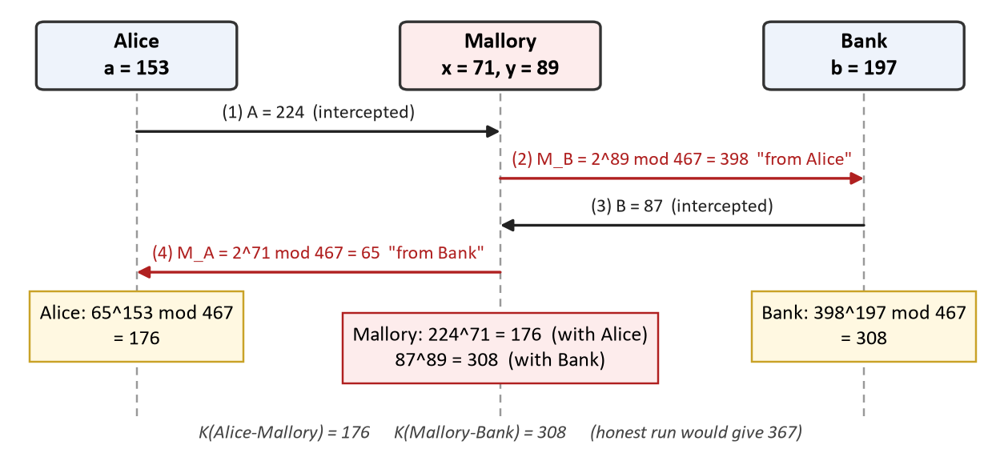 Alice
a = 153
Mallory
x = 71, y = 89
Bank
b = 197
(1) A = 224  (intercepted)
(2) M_B = 2^89 mod 467 = 398  "from Alice"
(3) B = 87  (intercepted)
(4) M_A = 2^71 mod 467 = 65  "from Bank"
Alice: 65^153 mod 467
= 176
Mallory: 224^71 = 176  (with Alice)
87^89 = 308  (with Bank)
Bank: 398^197 mod 467
= 308
K(Alice-Mallory) = 176     K(Mallory-Bank) = 308     (honest run would give 367)